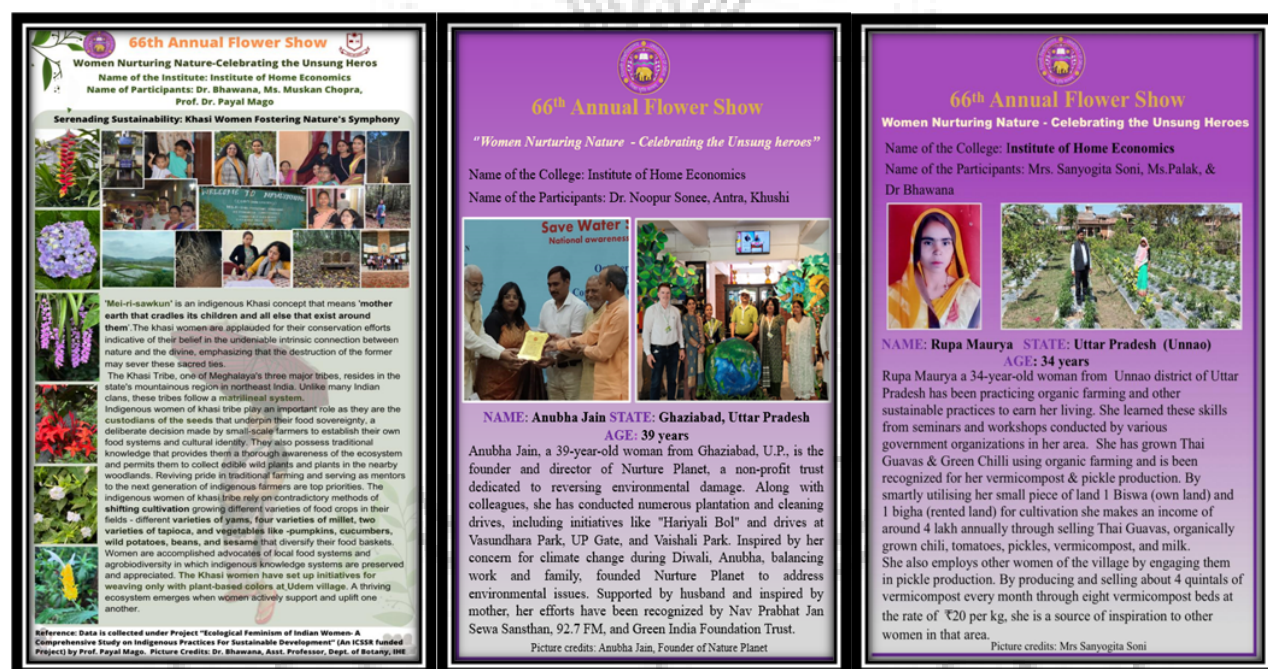 66th Annual Flower Show
Women Nurturing Nature-Celebrating the Unsung Heros
Name of the Institute: Institute of Home Economics
Name of Participants: Dr. Bhawana, Ms. Muskan Chopra,
Prof. Dr. Payal Mago
Serenading Sustainability: Khasi Women Fostering Nature's Symphony
WELCOME TO
'Mei-ri-sawkun' is an indigenous Khasi concept that means 'mother
earth that cradles its children and all else that exist around
them'.The khasi women are applauded for their conservation efforts
indicative of their belief in the undeniable intrinsic connection between
nature and the divine, emphasizing that the destruction of the former
may sever these sacred ties.
The Khasi Tribe, one of Meghalaya's three major tribes, resides in the
state's mountainous region in northeast India. Unlike many Indian
clans, these tribes follow a matrilineal system.
Indigenous women of khasi tribe play an important role as they are the
custodians of the seeds that underpin their food sovereignty, a
deliberate decision made by small-scale farmers to establish their own
food systems and cultural identity. They also possess traditional
knowledge that provides them a thorough awareness of the ecosystem
and permits them to collect edible wild plants and plants in the nearby
woodlands. Reviving pride in traditional farming and serving as mentors
to the next generation of indigenous farmers are top priorities. The
indigenous women of khasi tribe rely on contradictory methods of
shifting cultivation growing different varieties of food crops in their
fields - different varieties of yams, four varieties of millet, two
varieties of tapioca, and vegetables like -pumpkins, cucumbers,
wild potatoes, beans, and sesame that diversify their food baskets.
Women are accomplished advocates of local food systems and
agrobiodiversity in which indigenous knowledge systems are preserved
and appreciated. The Khasi women have set up initiatives for
weaving only with plant-based colors at Udem village. A thriving
ecosystem emerges when women actively support and uplift one
another.
Reference: Data is collected under Project "Ecological Feminism of Indian Women- A
Comprehensive Study on Indigenous Practices For Sustainable Development" (An ICSSR funded
Project) by Prof. Payal Mago. Picture Credits: Dr. Bhawana, Asst. Professor, Dept. of Botany, IHE
66th Annual Flower Show
"Women Nurturing Nature - Celebrating the Unsung heroes"
Name of the College: Institute of Home Economics
Name of the Participants: Dr. Noopur Sonee, Antra, Khushi
Save Water
National awareness
NAME: Anubha Jain STATE: Ghaziabad, Uttar Pradesh
AGE: 39 years
Anubha Jain, a 39-year-old woman from Ghaziabad, U.P., is the
founder and director of Nurture Planet, a non-profit trust
dedicated to reversing environmental damage. Along with
colleagues, she has conducted numerous plantation and cleaning
drives, including initiatives like "Hariyali Bol" and drives at
Vasundhara Park, UP Gate, and Vaishali Park. Inspired by her
concern for climate change during Diwali, Anubha, balancing
work and family, founded Nurture Planet to address
environmental issues. Supported by husband and inspired by
mother, her efforts have been recognized by Nav Prabhat Jan
Sewa Sansthan, 92.7 FM, and Green India Foundation Trust.
Picture credits: Anubha Jain, Founder of Nature Planet
66th Annual Flower Show
Women Nurturing Nature - Celebrating the Unsung Heroes
Name of the College: Institute of Home Economics
Name of the Participants: Mrs. Sanyogita Soni, Ms.Palak, &
Dr Bhawana
NAME: Rupa Maurya STATE: Uttar Pradesh (Unnao)
AGE: 34 years
Rupa Maurya a 34-year-old woman from Unnao district of Uttar
Pradesh has been practicing organic farming and other
sustainable practices to earn her living. She learned these skills
from seminars and workshops conducted by various
government organizations in her area. She has grown Thai
Guavas & Green Chilli using organic farming and is been
recognized for her vermicompost & pickle production. By
smartly utilising her small piece of land 1 Biswa (own land) and
1 bigha (rented land) for cultivation she makes an income of
around 4 lakh annually through selling Thai Guavas, organically
grown chili, tomatoes, pickles, vermicompost, and milk.
She also employs other women of the village by engaging them
in pickle production. By producing and selling about 4 quintals of
vermicompost every month through eight vermicompost beds at
the rate of ₹20 per kg, she is a source of inspiration to other
women in that area.
Picture credits: Mrs Sanyogita Soni